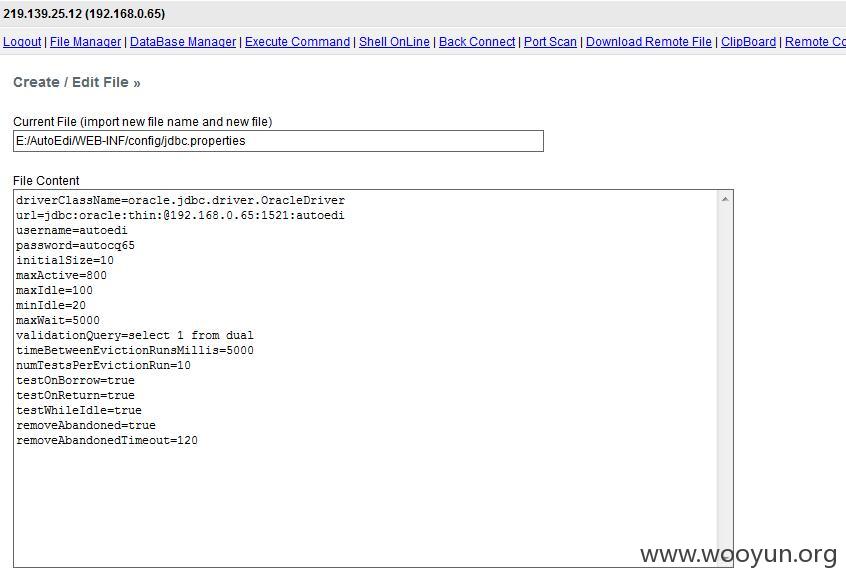 219.139.25.12 (192.168.0.65)
Logout | File Manager | DataBase Manager | Execute Command | Shell OnLine | Back Connect | Port Scan | Download Remote File | ClipBoard | Remote Co
Create / Edit File »
Current File (import new file name and new file)
E:/AutoEdi/WEB-INF/config/jdbc.properties
File Content
driverClassName=oracle.jdbc.driver.OracleDriver
url=jdbc:oracle:thin:@192.168.0.65:1521:autoedi
username=autoedi
password=autocq65
initialSize=10
maxActive=800
maxIdle=100
minIdle=20
maxWait=5000
validationQuery=select 1 from dual
timeBetweenEvictionRunsMillis=5000
numTestsPerEvictionRun=10
testOnBorrow=true
testOnReturn=true
testWhileIdle=true
removeAbandoned=true
removeAbandonedTimeout=120
www.wooyun.org